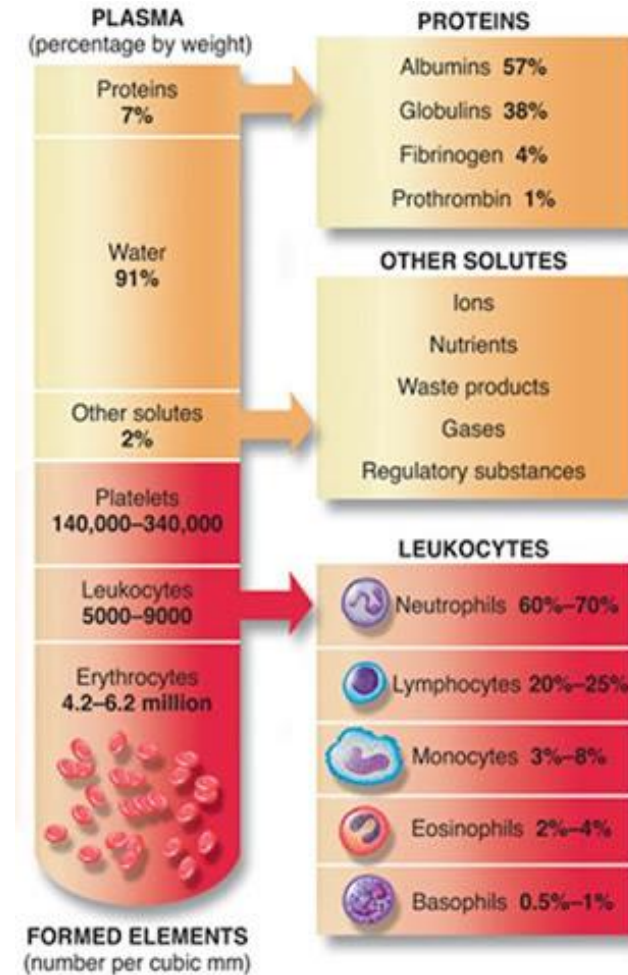 PLASMA
(percentage by weight)
Proteins
7%
Water
91%
Other solutes
2%
Platelets
140,000–340,000
Leukocytes
5000–9000
Erythrocytes
4.2–6.2 million
FORMED ELEMENTS
(number per cubic mm)
PROTEINS
Albumins 57%
Globulins 38%
Fibrinogen 4%
Prothrombin 1%
OTHER SOLUTES
Ions
Nutrients
Waste products
Gases
Regulatory substances
LEUKOCYTES
Neutrophils 60%–70%
Lymphocytes 20%–25%
Monocytes 3%–8%
Eosinophils 2%–4%
Basophils 0.5%–1%